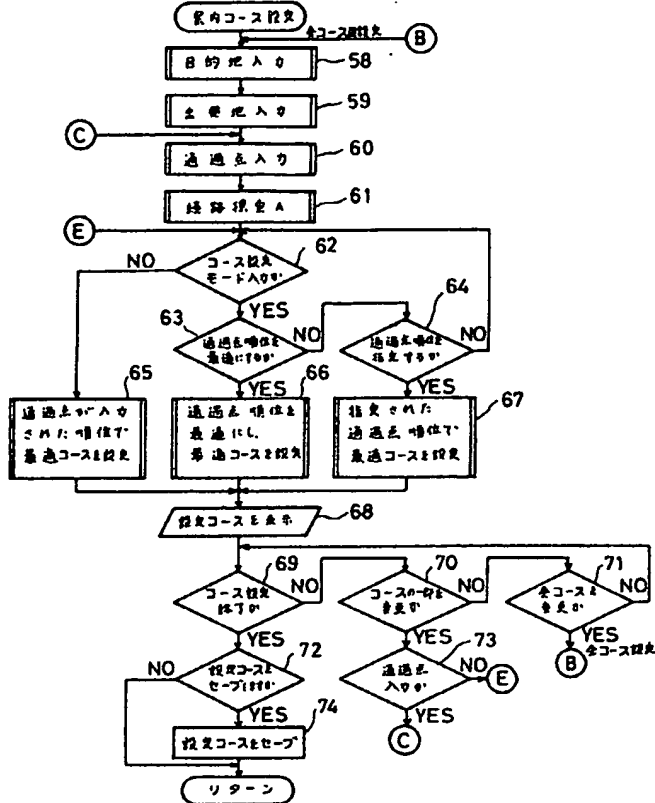 案内コース設定
全コース再設定
B
目的地入力
58
主要地入力
59
C
通過点入力
60
経路探索A
61
E
コース設定
モード入力か
62
NO
YES
63
通過点順位を
最適にするか
NO
YES
64
通過点順位を
指定するか
NO
YES
65
通過点が入力
された順位で
最適コースを設定
66
通過点順位を
最適にし、
最適コースを設定
67
指定された
通過点順位で
最適コースを設定
設定コースを表示
68
69
コース設定
終了か
NO
YES
70
コースの一部を
変更か
NO
YES
71
全コースを
変更か
NO
YES
全コース設定
B
72
設定コースを
セーブしますか
NO
YES
73
通過点
入力か
NO
E
YES
C
74
設定コースをセーブ
リターン